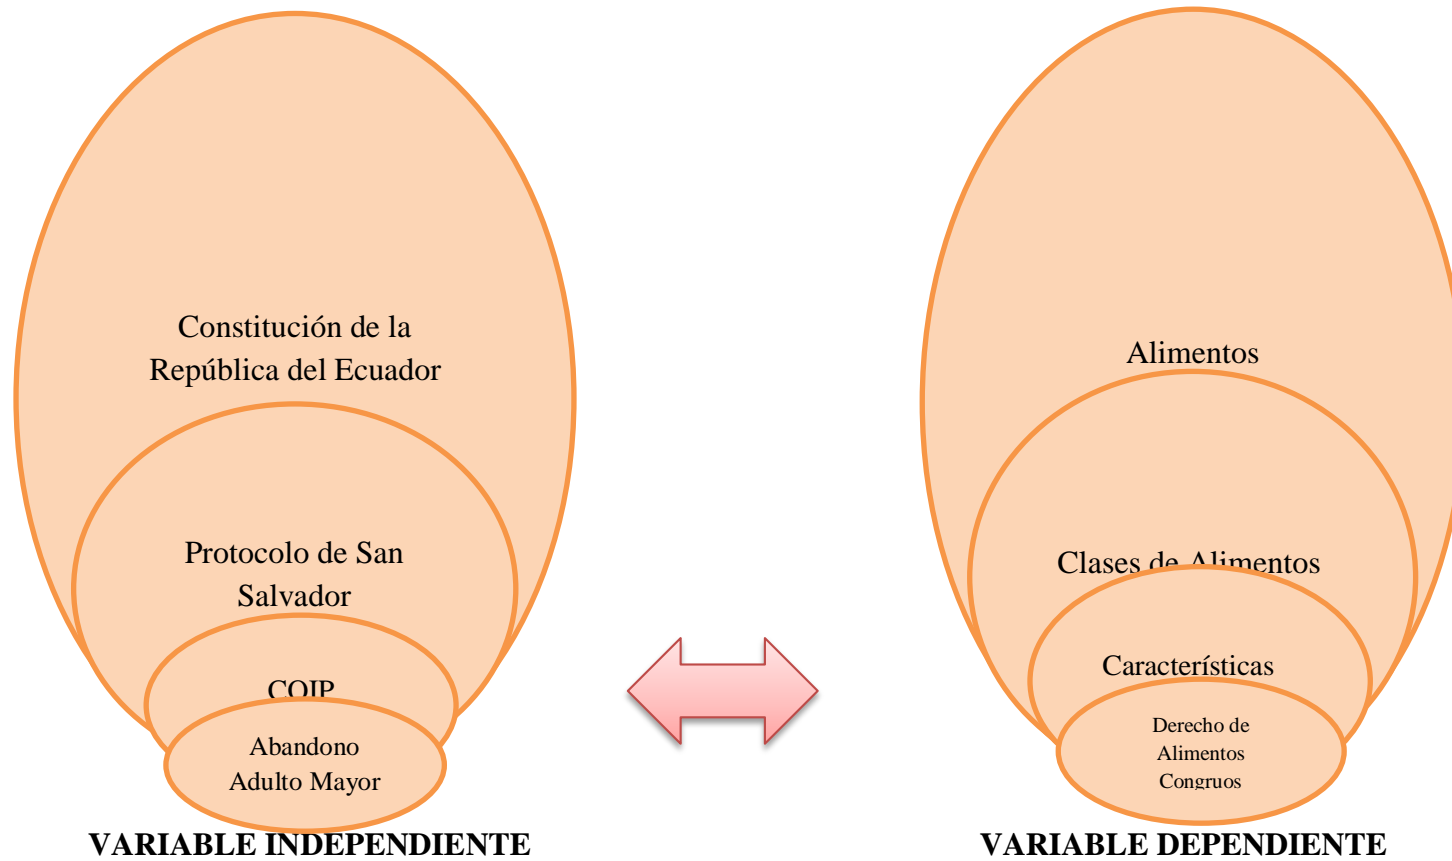 Constitución de la
República del Ecuador
Protocolo de San
Salvador
COIP
Abandono
Adulto Mayor
VARIABLE INDEPENDIENTE
Alimentos
Clases de Alimentos
Características
Derecho de
Alimentos
Congruos
VARIABLE DEPENDIENTE